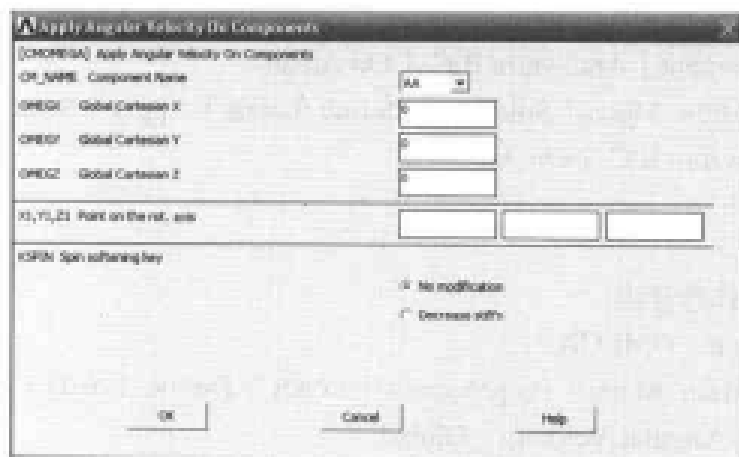 Apply Angular Velocity On Components
[CMOMEGA] Apply Angular Velocity On Components
CM_NAME Component Name AA
OMEGX Global Cartesian X 0
OMEGY Global Cartesian Y 0
OMEGZ Global Cartesian Z 0
X1,Y1,Z1 Point on the rot. axis
KSPIN Spin softening key
No modification
Decrease stiffn
OK Cancel Help